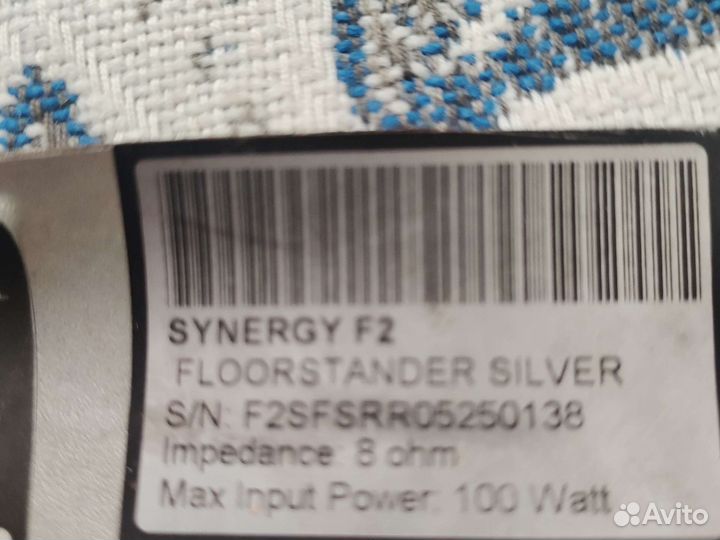 SYNERGY F2
FLOORSTANDER SILVER
S/N: F2SFSRR05250138
Impedance: 8 ohm
Max Input Power: 100 Watt
Avito